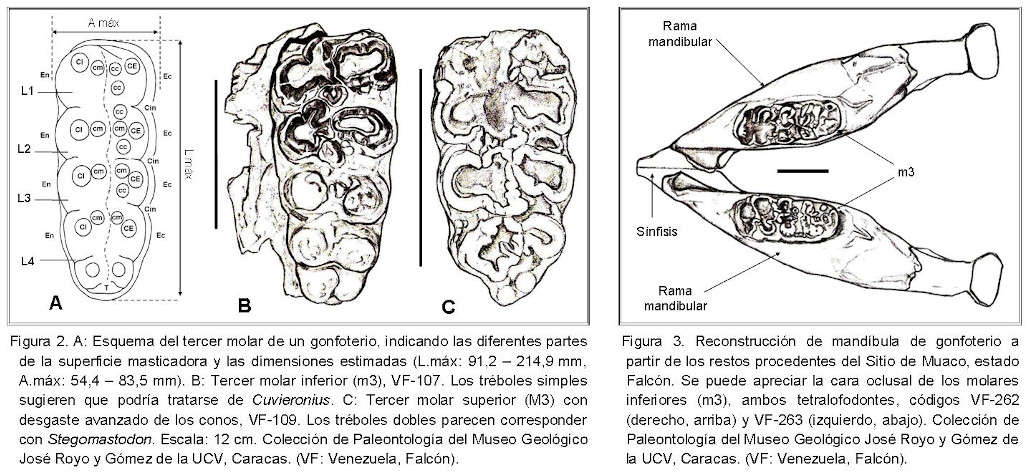 A máx
L máx
En
CI
cm
cc
CE
Ec
L1
cc
cc
Cin
En
CI
cm
cm
CE
Ec
L2
cc
Cin
En
CI
cm
cm
CE
Ec
L3
cc
Cin
En
CI
cm
cm
CE
Ec
L4
T
A
B
C
Figura 2. A: Esquema del tercer molar de un gonfoterio, indicando las diferentes partes
de la superficie masticadora y las dimensiones estimadas (L.máx: 91,2 – 214,9 mm,
A.máx: 54,4 – 83,5 mm). B: Tercer molar inferior (m3), VF-107. Los tréboles simples
sugieren que podría tratarse de Cuvieronius. C: Tercer molar superior (M3) con
desgaste avanzado de los conos, VF-109. Los tréboles dobles parecen corresponder
con Stegomastodon. Escala: 12 cm. Colección de Paleontología del Museo Geológico
José Royo y Gómez de la UCV, Caracas. (VF: Venezuela, Falcón).
Rama
mandibular
m3
Sínfisis
Rama
mandibular
Figura 3. Reconstrucción de mandíbula de gonfoterio a
partir de los restos procedentes del Sitio de Muaco, estado
Falcón. Se puede apreciar la cara oclusal de los molares
inferiores (m3), ambos tetralofodontes, códigos VF-262
(derecho, arriba) y VF-263 (izquierdo, abajo). Colección de
Paleontología del Museo Geológico José Royo y Gómez de
la UCV, Caracas. (VF: Venezuela, Falcón).